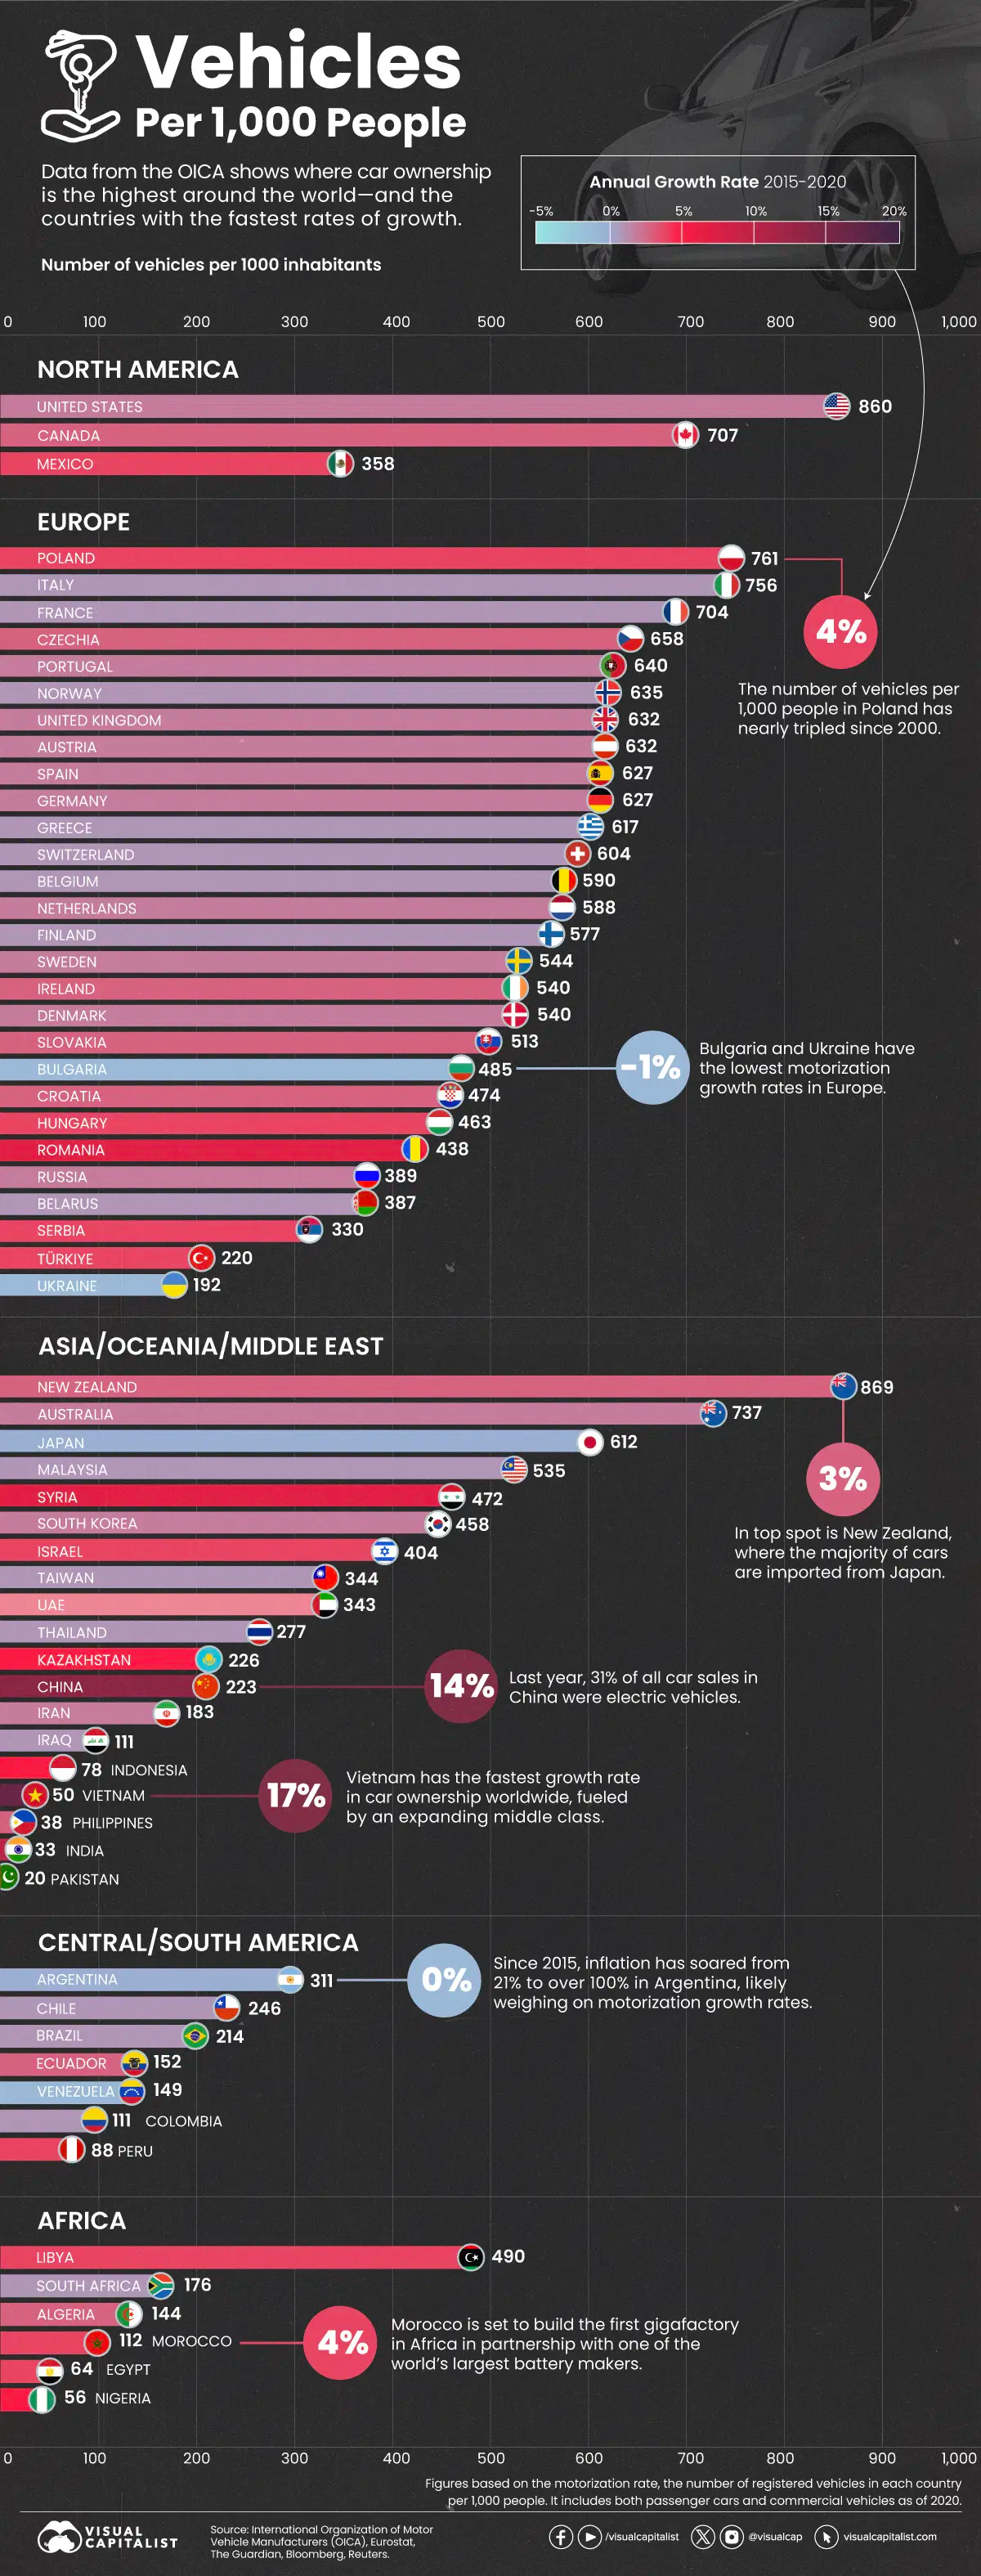 Vehicles
Per 1,000 People
Data from the OICA shows where car ownership
is the highest around the world—and the
countries with the fastest rates of growth.
Number of vehicles per 1000 inhabitants
Annual Growth Rate 2015-2020
-5% 0% 5% 10% 15% 20%
0 100 200 300 400 500 600 700 800 900 1,000
NORTH AMERICA
UNITED STATES 860
CANADA 707
MEXICO 358
EUROPE
POLAND 761
ITALY 756
FRANCE 704
CZECHIA 658
PORTUGAL 640
NORWAY 635
UNITED KINGDOM 632
AUSTRIA 632
SPAIN 627
GERMANY 627
GREECE 617
SWITZERLAND 604
BELGIUM 590
NETHERLANDS 588
FINLAND 577
SWEDEN 544
IRELAND 540
DENMARK 540
SLOVAKIA 513
BULGARIA 485
CROATIA 474
HUNGARY 463
ROMANIA 438
RUSSIA 389
BELARUS 387
SERBIA 330
TÜRKIYE 220
UKRAINE 192
4%
The number of vehicles per
1,000 people in Poland has
nearly tripled since 2000.
-1%
Bulgaria and Ukraine have
the lowest motorization
growth rates in Europe.
ASIA/OCEANIA/MIDDLE EAST
NEW ZEALAND 869
AUSTRALIA 737
JAPAN 612
MALAYSIA 535
SYRIA 472
SOUTH KOREA 458
ISRAEL 404
TAIWAN 344
UAE 343
THAILAND 277
KAZAKHSTAN 226
CHINA 223
IRAN 183
IRAQ 111
78 INDONESIA
50 VIETNAM
38 PHILIPPINES
33 INDIA
20 PAKISTAN
3%
In top spot is New Zealand,
where the majority of cars
are imported from Japan.
14%
Last year, 31% of all car sales in
China were electric vehicles.
17%
Vietnam has the fastest growth rate
in car ownership worldwide, fueled
by an expanding middle class.
CENTRAL/SOUTH AMERICA
ARGENTINA 311
CHILE 246
BRAZIL 214
ECUADOR 152
VENEZUELA 149
111 COLOMBIA
88 PERU
0%
Since 2015, inflation has soared from
21% to over 100% in Argentina, likely
weighing on motorization growth rates.
AFRICA
LIBYA 490
SOUTH AFRICA 176
ALGERIA 144
112 MOROCCO
64 EGYPT
56 NIGERIA
4%
Morocco is set to build the first gigafactory
in Africa in partnership with one of the
world's largest battery makers.
0 100 200 300 400 500 600 700 800 900 1,000
Figures based on the motorization rate, the number of registered vehicles in each country
per 1,000 people. It includes both passenger cars and commercial vehicles as of 2020.
VISUAL
CAPITALIST
Source: International Organization of Motor
Vehicle Manufacturers (OICA), Eurostat,
The Guardian, Bloomberg, Reuters.
/visualcapitalist @visualcap visualcapitalist.com